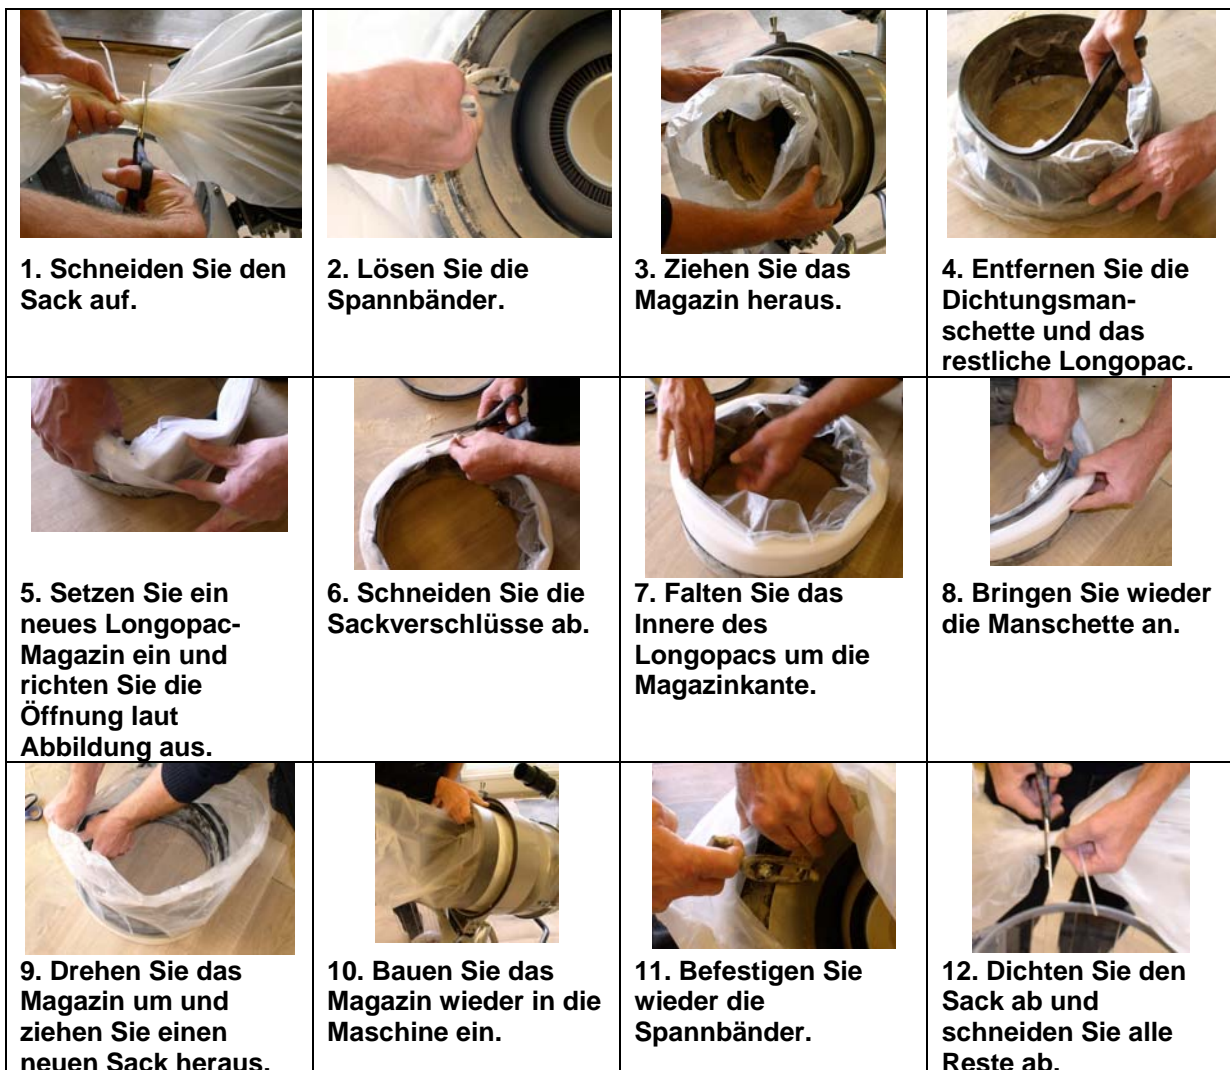 1. Schneiden Sie den
Sack auf.
2. Lösen Sie die
Spannbänder.
3. Ziehen Sie das
Magazin heraus.
4. Entfernen Sie die
Dichtungsman-
schette und das
restliche Longopac.
5. Setzen Sie ein
neues Longopac-
Magazin ein und
richten Sie die
Öffnung laut
Abbildung aus.
6. Schneiden Sie die
Sackverschlüsse ab.
7. Falten Sie das
Innere des
Longopacs um die
Magazinkante.
8. Bringen Sie wieder
die Manschette an.
9. Drehen Sie das
Magazin um und
ziehen Sie einen
neuen Sack heraus.
10. Bauen Sie das
Magazin wieder in die
Maschine ein.
11. Befestigen Sie
wieder die
Spannbänder.
12. Dichten Sie den
Sack ab und
schneiden Sie alle
Reste ab.